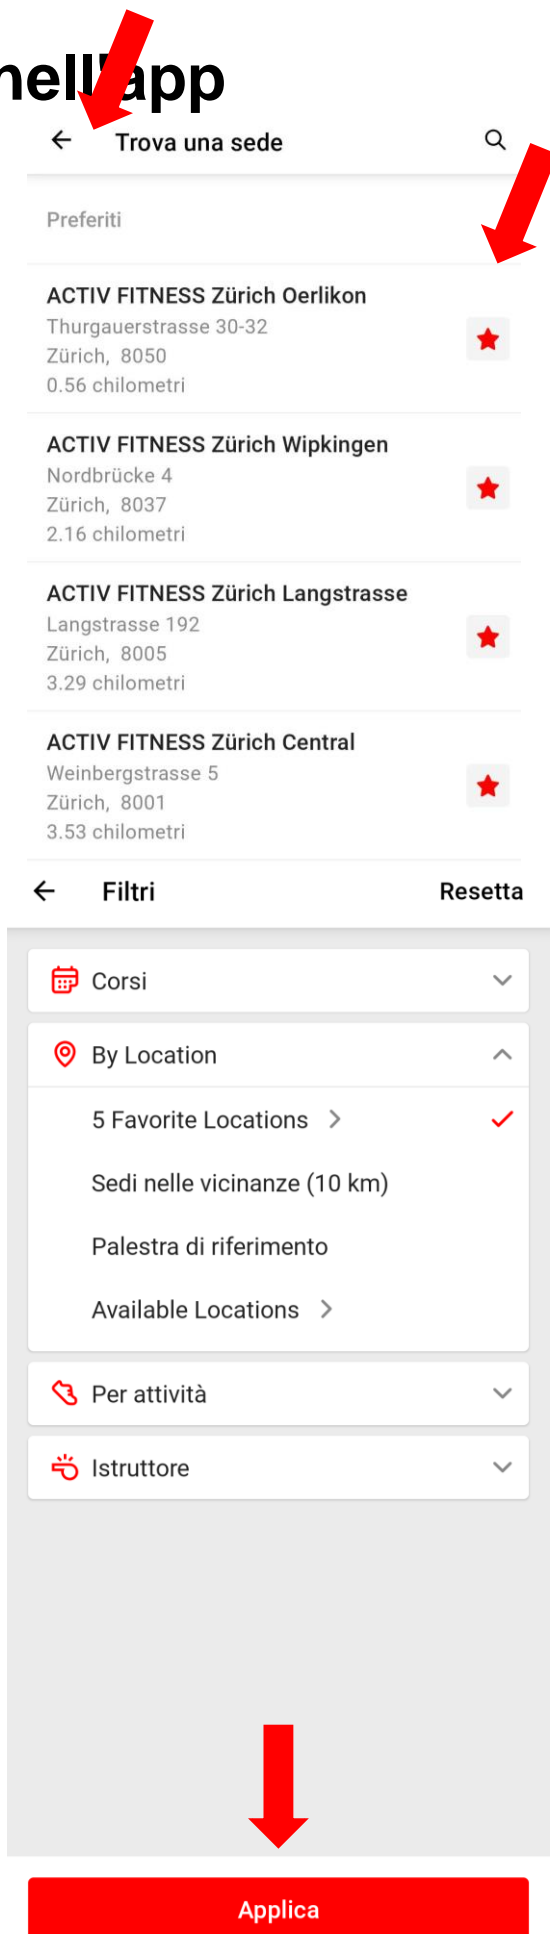 nell'app
Trova una sede
Preferiti
ACTIV FITNESS Zürich Oerlikon
Thurgauerstrasse 30-32
Zürich, 8050
0.56 chilometri
ACTIV FITNESS Zürich Wipkingen
Nordbrücke 4
Zürich, 8037
2.16 chilometri
ACTIV FITNESS Zürich Langstrasse
Langstrasse 192
Zürich, 8005
3.29 chilometri
ACTIV FITNESS Zürich Central
Weinbergstrasse 5
Zürich, 8001
3.53 chilometri
Filtri Resetta
Corsi
By Location
5 Favorite Locations
Sedi nelle vicinanze (10 km)
Palestra di riferimento
Available Locations
Per attività
Istruttore
Applica